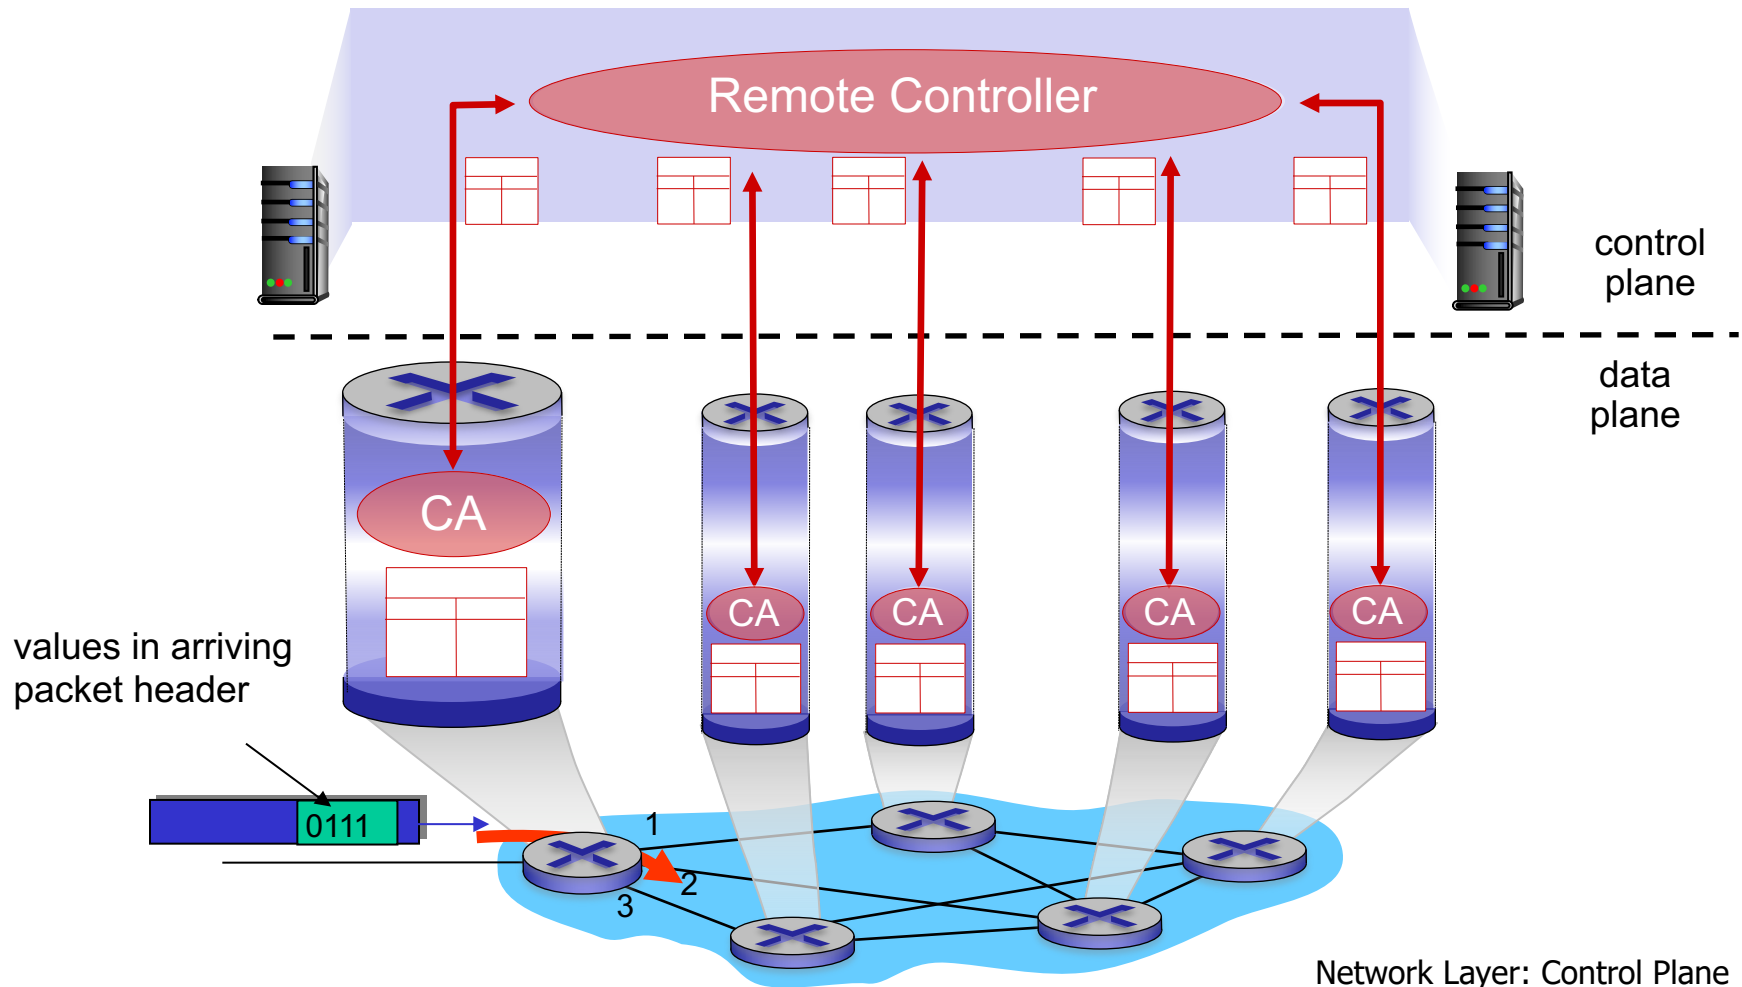 Remote Controller
control
plane
data
plane
CA
CA
CA
CA
CA
values in arriving
packet header
0111
1
2
3
Network Layer: Control Plane